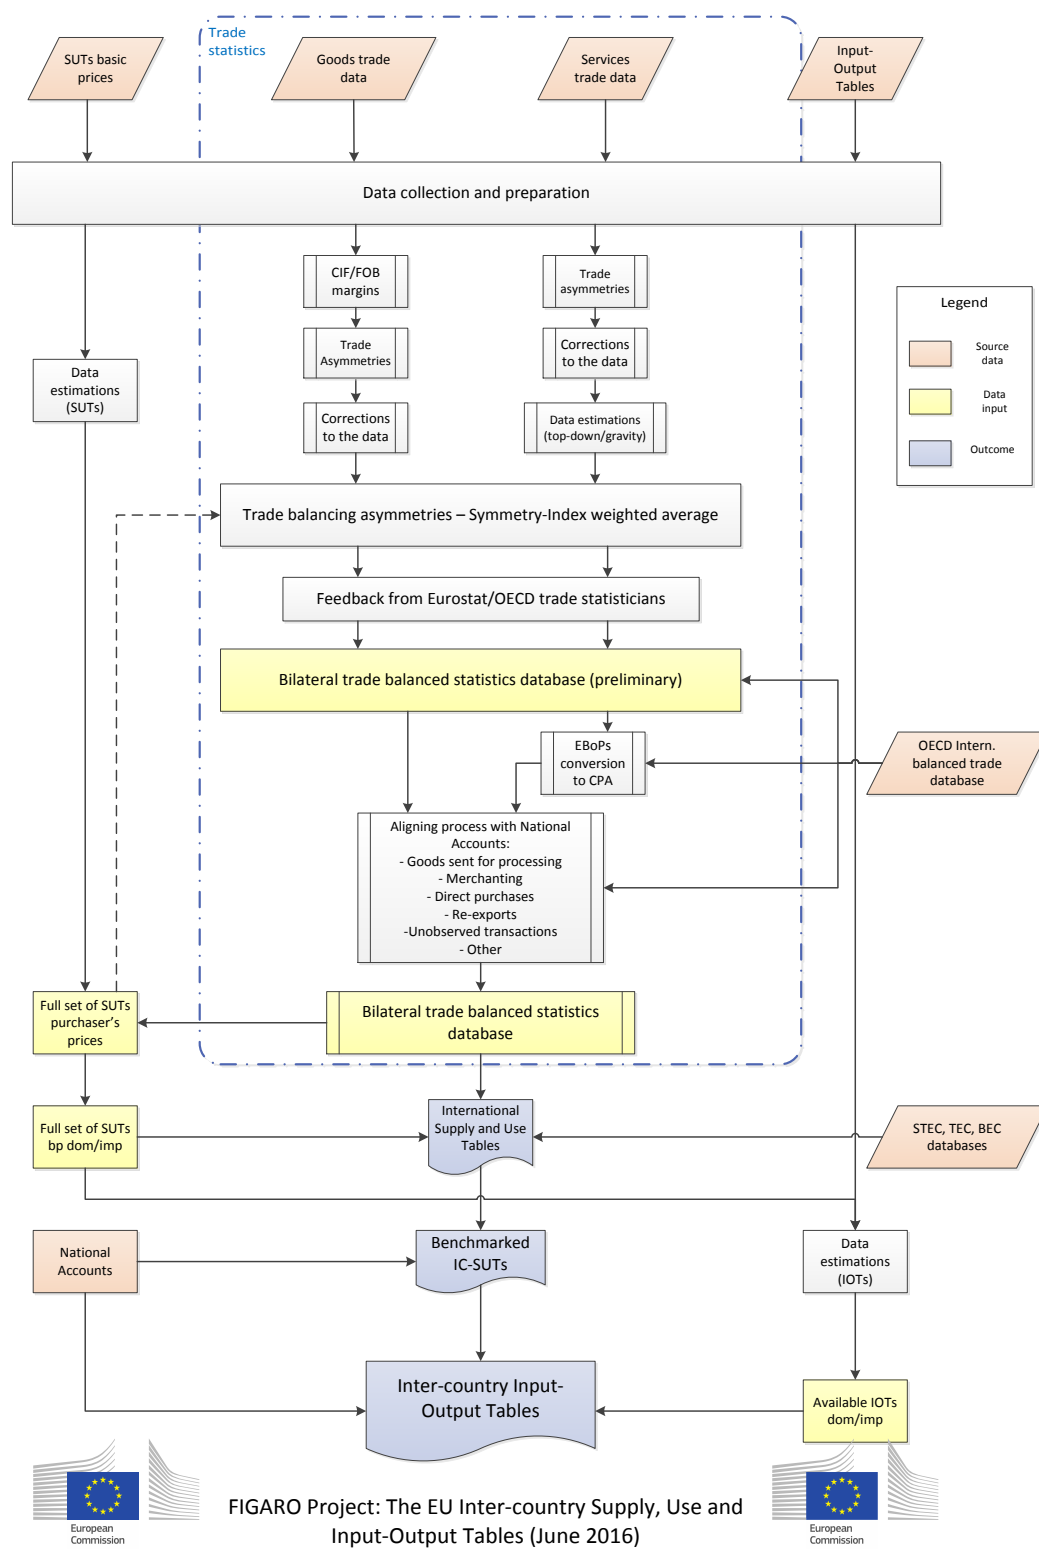 Trade
statistics
SUTs basic
prices
Goods trade
data
Services
trade data
Input-
Output
Tables
Data collection and preparation
CIF/FOB
margins
Trade
asymmetries
Legend
Source
data
Data
input
Outcome
Trade
Asymmetries
Corrections
to the data
Data
estimations
(SUTs)
Corrections
to the data
Data estimations
(top-down/gravity)
Trade balancing asymmetries – Symmetry-Index weighted average
Feedback from Eurostat/OECD trade statisticians
Bilateral trade balanced statistics database (preliminary)
EBoPs
conversion
to CPA
OECD Intern.
balanced trade
database
Aligning process with National
Accounts:
- Goods sent for processing
- Merchanting
- Direct purchases
- Re-exports
-Unobserved transactions
- Other
Full set of SUTs
purchaser's
prices
Bilateral trade balanced statistics
database
Full set of SUTs
bp dom/imp
International
Supply and Use
Tables
STEC, TEC, BEC
databases
National
Accounts
Benchmarked
IC-SUTs
Data
estimations
(IOTs)
Inter-country Input-
Output Tables
Available IOTs
dom/imp
European
Commission
FIGARO Project: The EU Inter-country Supply, Use and
Input-Output Tables (June 2016)
European
Commission